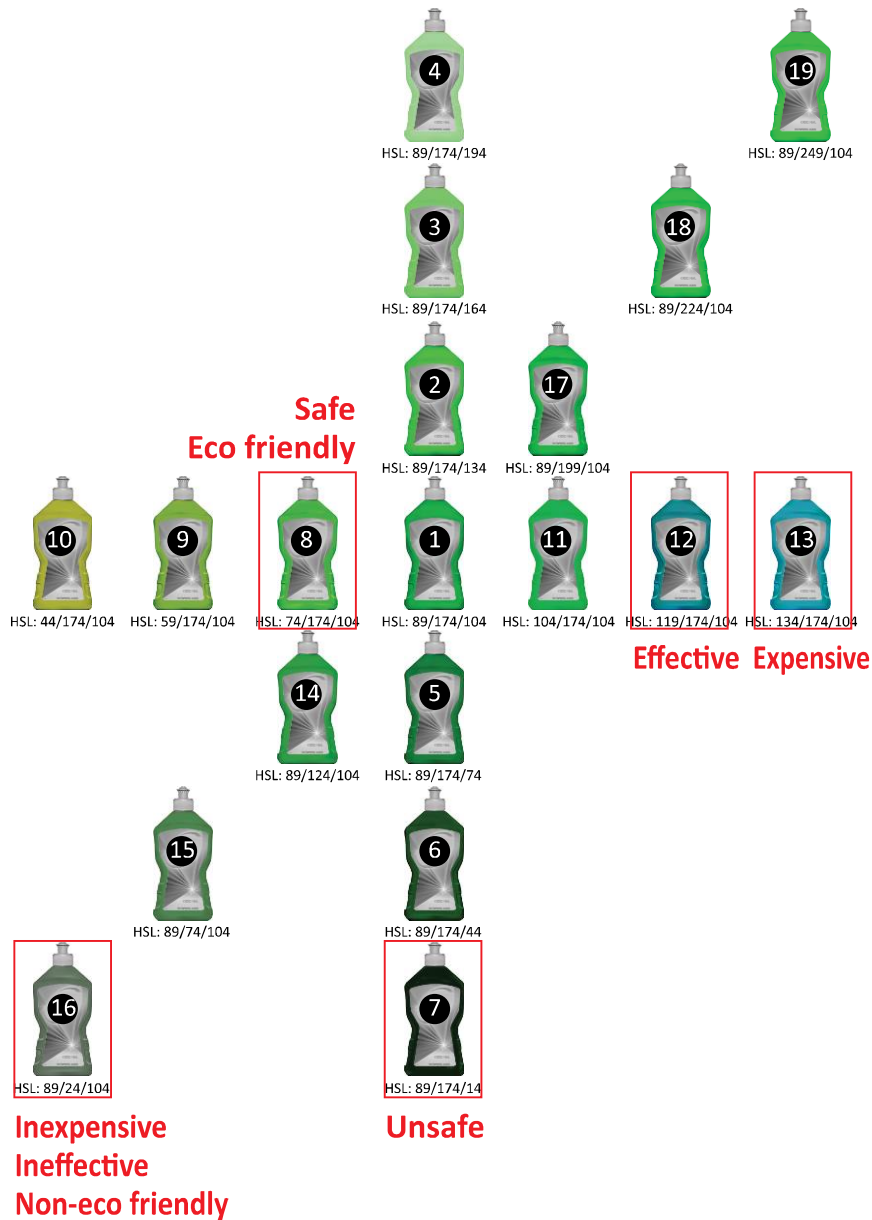 4
19
HSL: 89/174/194
HSL: 89/249/104
3
18
HSL: 89/174/164
HSL: 89/224/104
2
17
Safe
Eco friendly
HSL: 89/174/134
HSL: 89/199/104
10
9
8
1
11
12
13
HSL: 44/174/104
HSL: 59/174/104
HSL: 74/174/104
HSL: 89/174/104
HSL: 104/174/104
HSL: 119/174/104
HSL: 134/174/104
Effective
Expensive
14
5
HSL: 89/124/104
HSL: 89/174/74
15
6
HSL: 89/74/104
HSL: 89/174/44
16
7
HSL: 89/24/104
HSL: 89/174/14
Inexpensive
Ineffective
Non-eco friendly
Unsafe